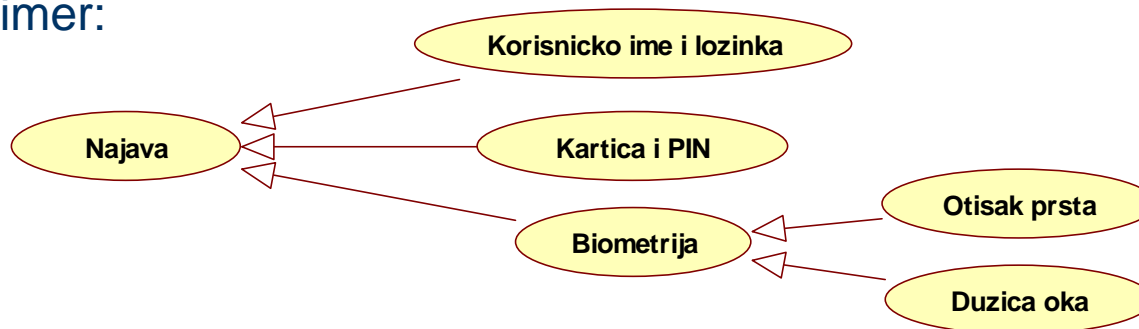 imer:
Korisnicko ime i lozinka
Najava
Kartica i PIN
Otisak prsta
Biometrija
Duzica oka